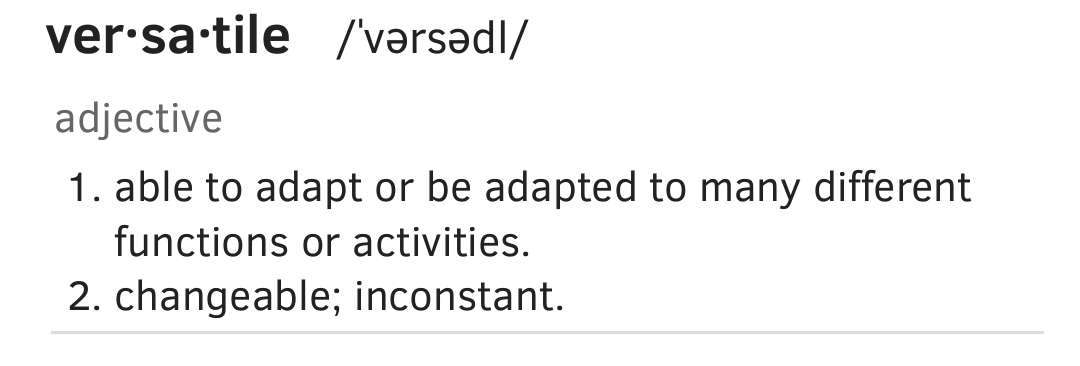 ver·sa·tile /ˈvərsədl/
adjective
1. able to adapt or be adapted to many different
functions or activities.
2. changeable; inconstant.